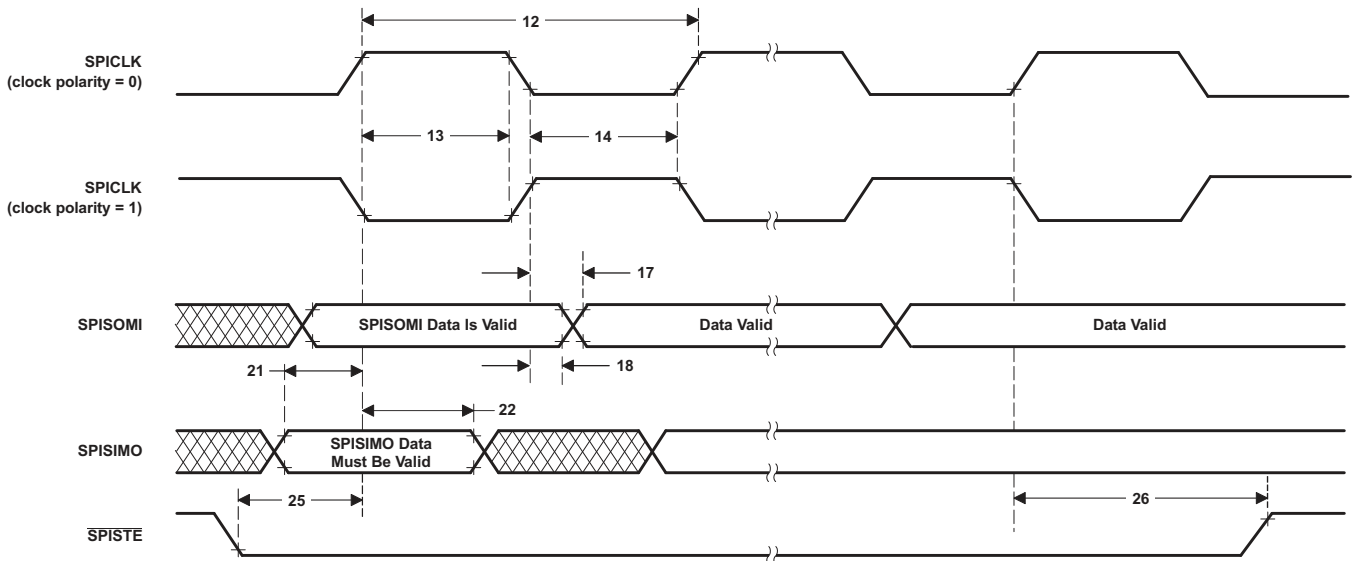 12
SPICLK
(clock polarity = 0)
13
14
SPICLK
(clock polarity = 1)
17
SPISOMI
SPISOMI Data Is Valid
Data Valid
Data Valid
21
18
22
SPISIMO
SPISIMO Data
Must Be Valid
25
26
SPISTE